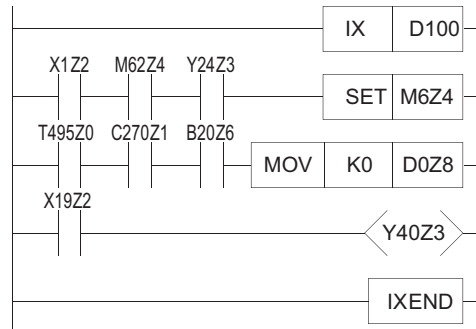 IX D100
X1Z2 M62Z4 Y24Z3
SET M6Z4
T495Z0 C270Z1 B20Z6
MOV K0 D0Z8
X19Z2
Y40Z3
IXEND